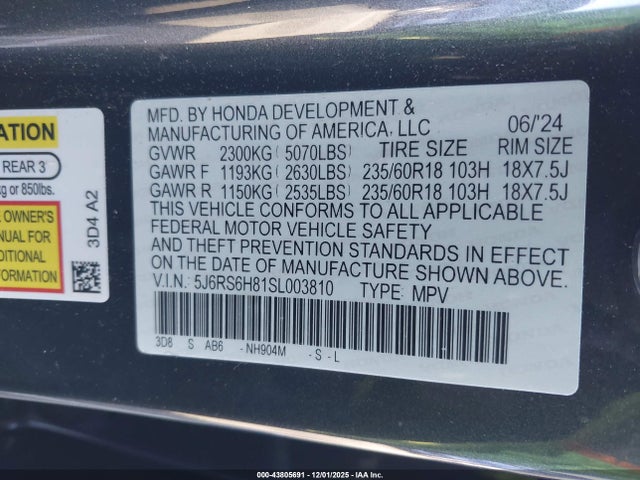 ATION
REAR 3
kg or 850lbs.
E OWNER'S
ANUAL FOR
DDITIONAL
FORMATION
3D4 A2
MFD. BY HONDA DEVELOPMENT &
MANUFACTURING OF AMERICA, LLC 06/'24
GVWR 2300KG (5070LBS) TIRE SIZE RIM SIZE
GAWR F 1193KG (2630LBS) 235/60R18 103H 18X7.5J
GAWR R 1150KG (2535LBS) 235/60R18 103H 18X7.5J
THIS VEHICLE CONFORMS TO ALL APPLICABLE
FEDERAL MOTOR VEHICLE SAFETY
AND THEFT PREVENTION STANDARDS IN EFFECT
ON THE DATE OF MANUFACTURE SHOWN ABOVE.
V.I.N.: 5J6RS6H81SL003810 TYPE: MPV
3D8 S AB6 -NH904M -S-L
000-43805691 - 12/01/2025 - IAA Inc.